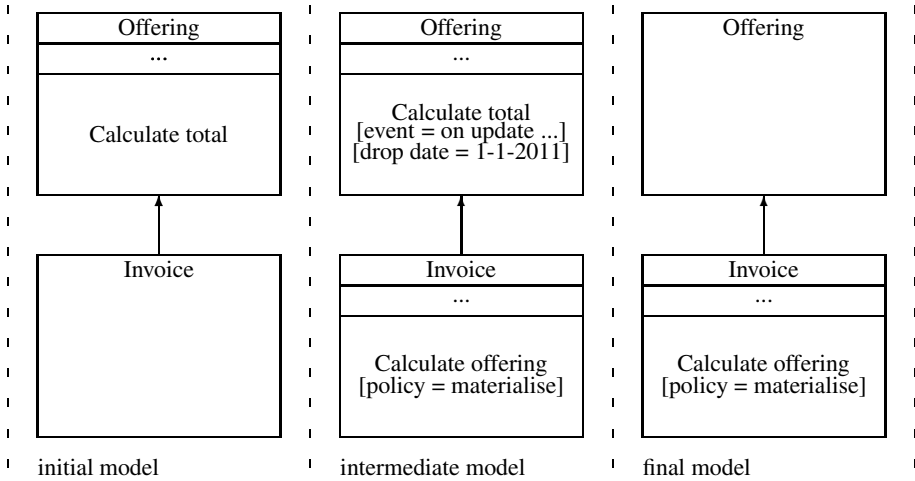 Offering
...
Calculate total
Invoice
initial model
Offering
...
Calculate total
[event = on update ...]
[drop date = 1-1-2011]
Invoice
...
Calculate offering
[policy = materialise]
intermediate model
Offering
Invoice
...
Calculate offering
[policy = materialise]
final model